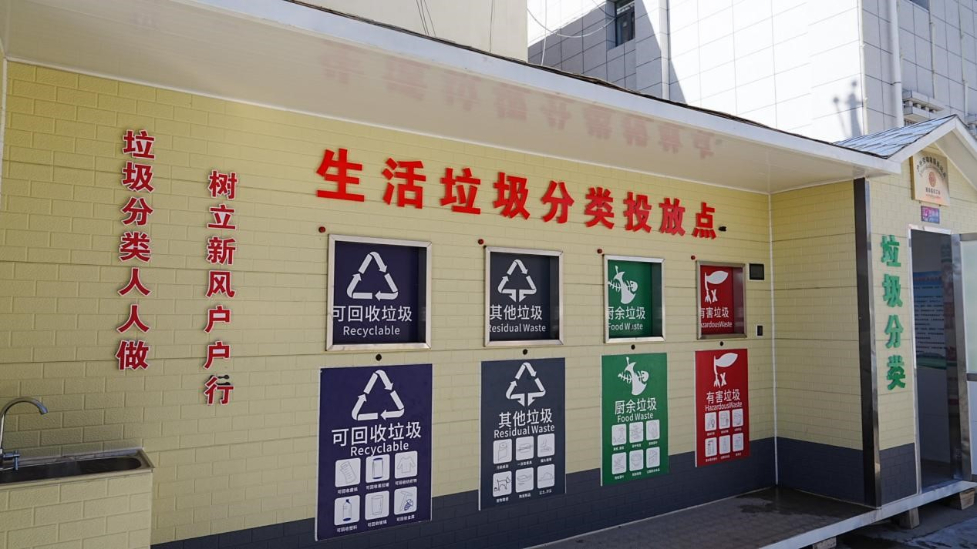 垃圾分类人人做
树立新风户户行
生活垃圾分类投放点
可回收垃圾
Recyclable
其他垃圾
Residual Waste
厨余垃圾
Food Waste
有害垃圾
HazardousWaste
可回收垃圾
Recyclable
其他垃圾
Residual Waste
厨余垃圾
Food Waste
有害垃圾
HazardousWaste
垃圾分类